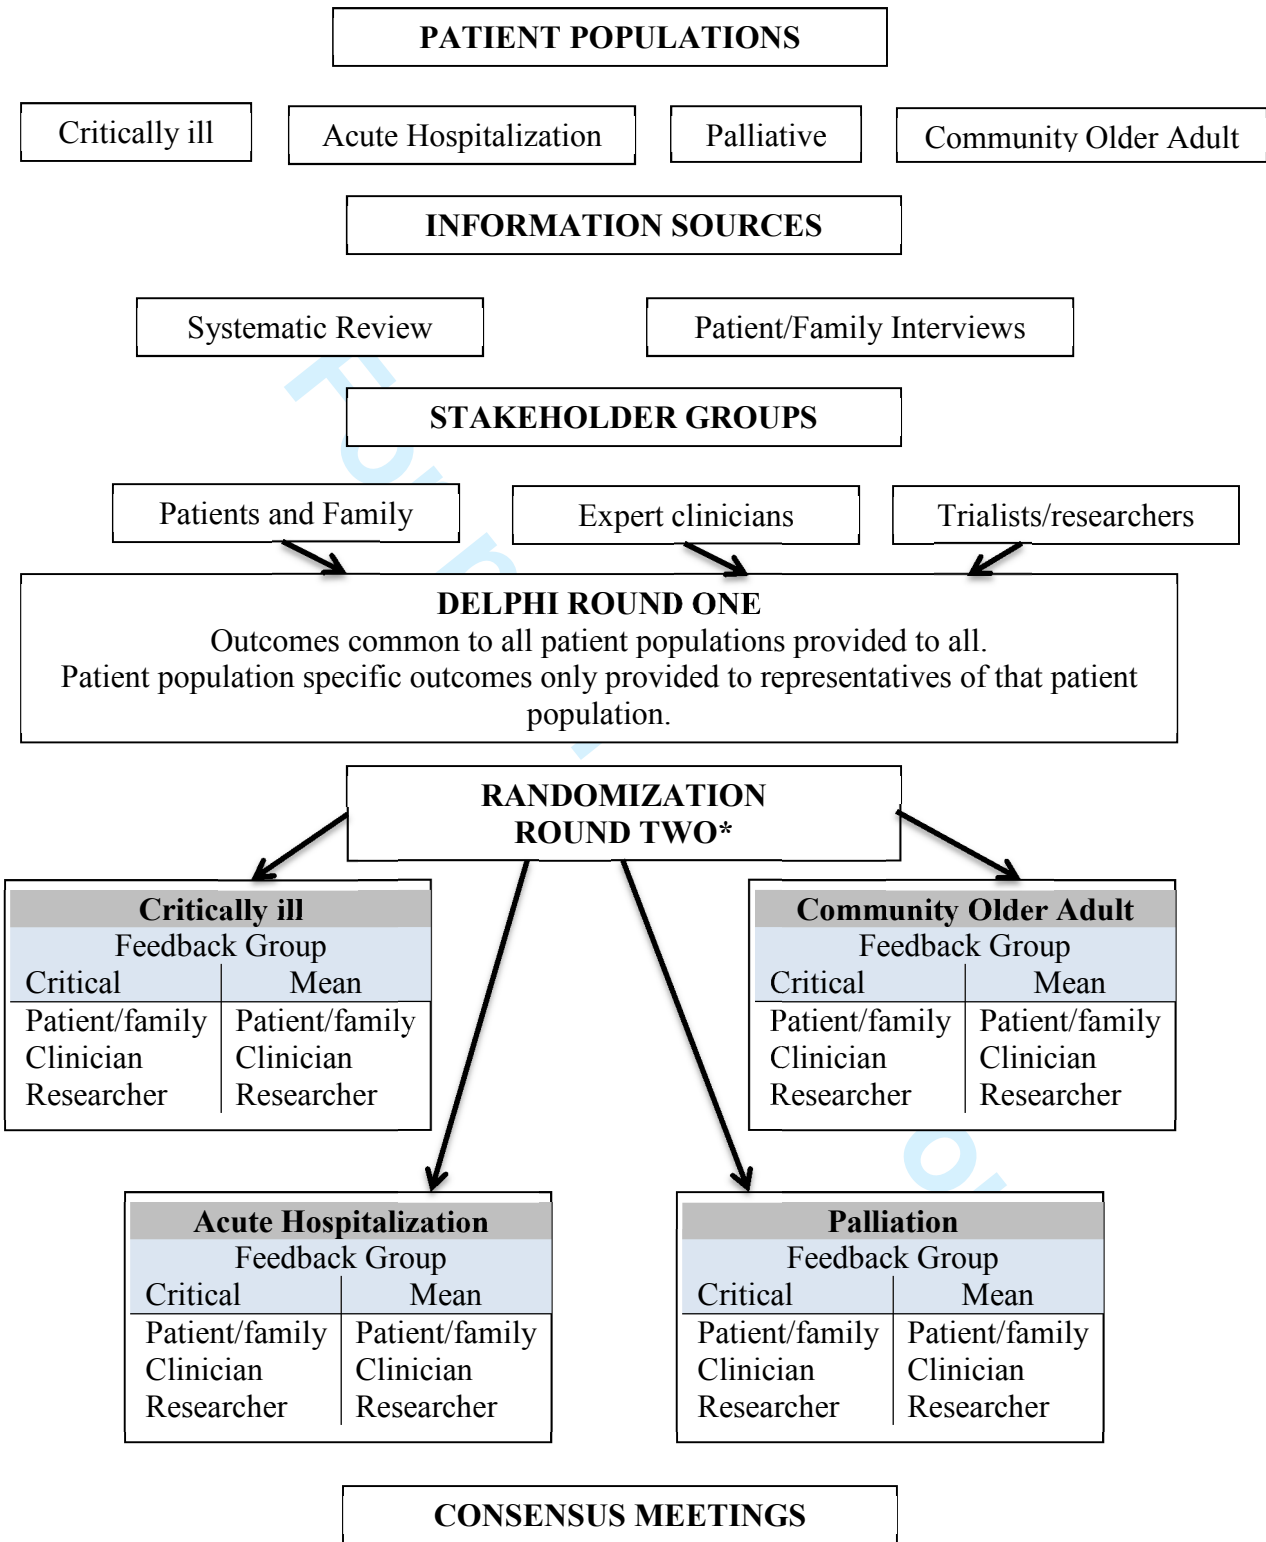 PATIENT POPULATIONS
Critically ill
Acute Hospitalization
Palliative
Community Older Adult
INFORMATION SOURCES
Systematic Review
Patient/Family Interviews
STAKEHOLDER GROUPS
Patients and Family
Expert clinicians
Trialists/researchers
DELPHI ROUND ONE
Outcomes common to all patient populations provided to all.
Patient population specific outcomes only provided to representatives of that patient
population.
RANDOMIZATION
ROUND TWO*
Critically ill
Feedback Group
Critical Mean
Patient/family Patient/family
Clinician Clinician
Researcher Researcher
Community Older Adult
Feedback Group
Critical Mean
Patient/family Patient/family
Clinician Clinician
Researcher Researcher
Acute Hospitalization
Feedback Group
Critical Mean
Patient/family Patient/family
Clinician Clinician
Researcher Researcher
Palliation
Feedback Group
Critical Mean
Patient/family Patient/family
Clinician Clinician
Researcher Researcher
CONSENSUS MEETINGS